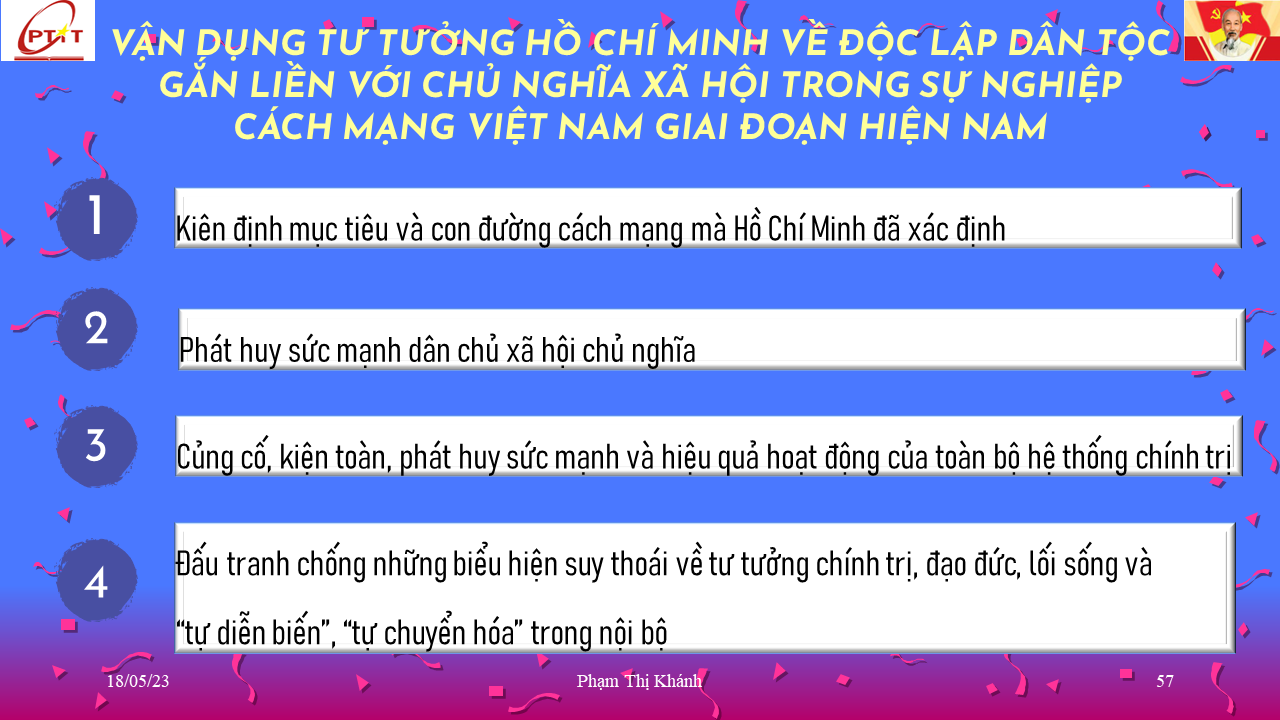 PTiT
VẬN DỤNG TƯ TƯỞNG HỒ CHÍ MINH VỀ ĐỘC LẬP DÂN TỘC
GẮN LIỀN VỚI CHỦ NGHĨA XÃ HỘI TRONG SỰ NGHIỆP
CÁCH MẠNG VIỆT NAM GIAI ĐOẠN HIỆN NAM
1
Kiên định mục tiêu và con đường cách mạng mà Hồ Chí Minh đã xác định
2
Phát huy sức mạnh dân chủ xã hội chủ nghĩa
3
Củng cố, kiện toàn, phát huy sức mạnh và hiệu quả hoạt động của toàn bộ hệ thống chính trị
4
Đấu tranh chống những biểu hiện suy thoái về tư tưởng chính trị, đạo đức, lối sống và
“tự diễn biến”, “tự chuyển hóa” trong nội bộ
18/05/23
Phạm Thị Khánh
57